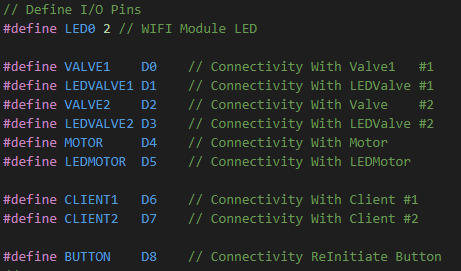 // Define I/O Pins
#define LED0 2 // WIFI Module LED
#define VALVE1    D0    // Connectivity With Valve1   #1
#define LEDVALVE1 D1    // Connectivity With LEDValve #1
#define VALVE2    D2    // Connectivity With Valve    #2
#define LEDVALVE2 D3    // Connectivity With LEDValve #2
#define MOTOR     D4    // Connectivity With Motor
#define LEDMOTOR  D5    // Connectivity With LEDMotor
#define CLIENT1   D6    // Connectivity With Client #1
#define CLIENT2   D7    // Connectivity With Client #2
#define BUTTON    D8    // Connectivity ReInitiate Button